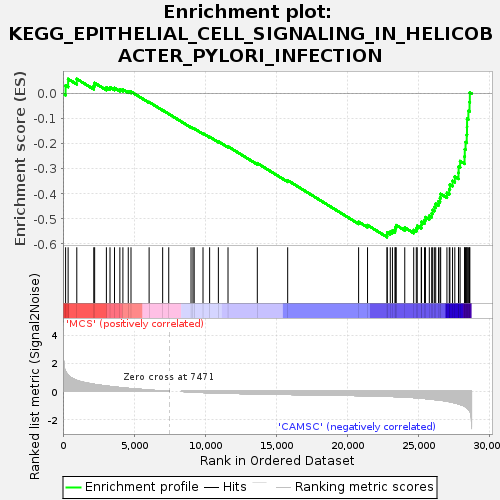 Enrichment plot:
KEGG_EPITHELIAL_CELL_SIGNALING_IN_HELICOB
ACTER_PYLORI_INFECTION
Enrichment score (ES)
0.0
-0.1
-0.2
-0.3
-0.4
-0.5
-0.6
'MCS' (positively correlated)
Ranked list metric (Signal2Noise)
4
2
0
-2
Zero cross at 7471
'CAMSC' (negatively correlated)
0
5,000
10,000
15,000
20,000
25,000
30,000
Rank in Ordered Dataset
Enrichment profile
Hits
Ranking metric scores